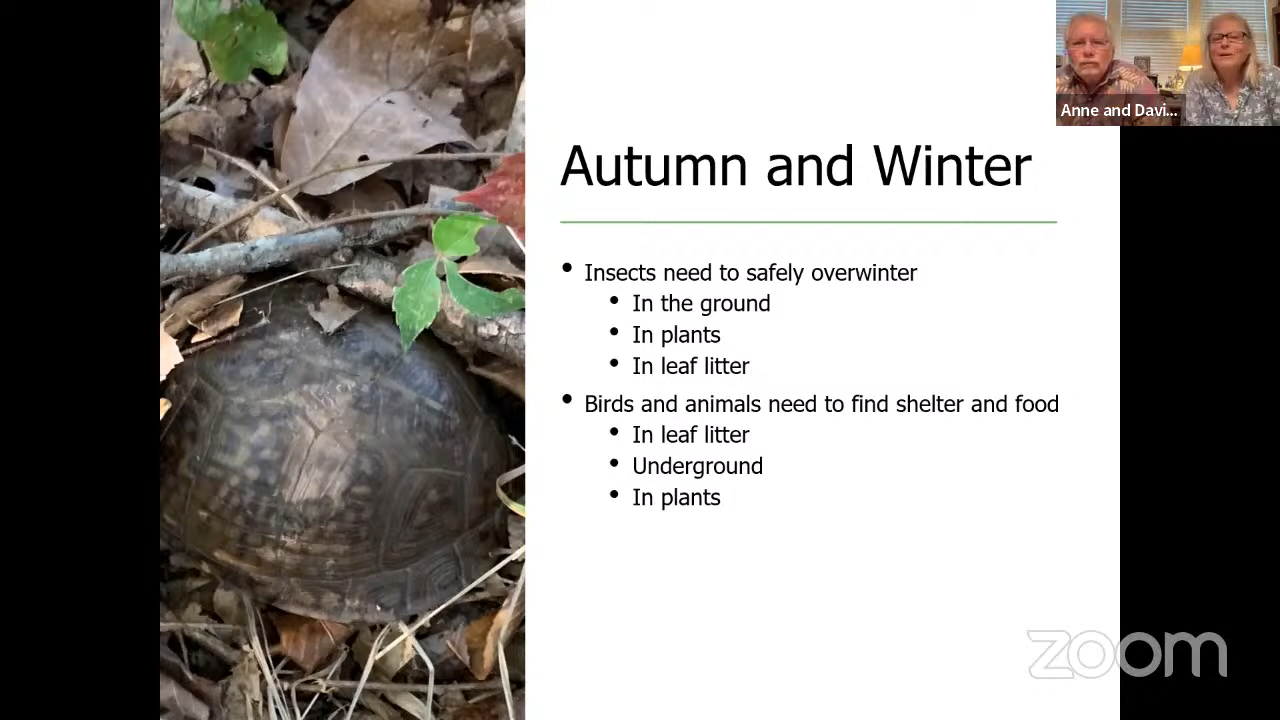 Anne and Davi...
Autumn and Winter
• Insects need to safely overwinter
• In the ground
• In plants
• In leaf litter
• Birds and animals need to find shelter and food
• In leaf litter
• Underground
• In plants
zoom